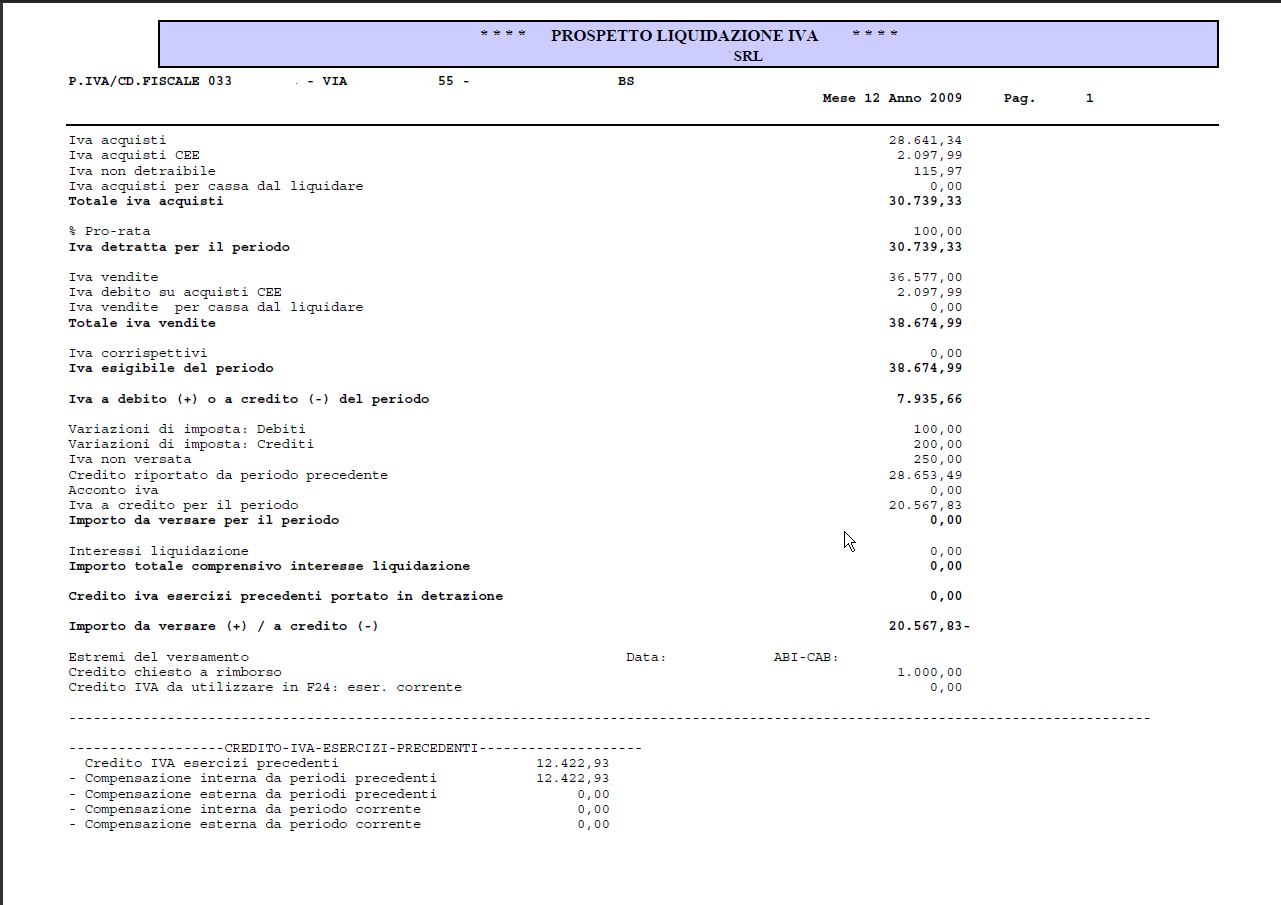 * * * * PROSPETTO LIQUIDAZIONE IVA * * * *
SRL
P.IVA/CD.FISCALE 033 - VIA 55 - BS
Mese 12 Anno 2009 Pag. 1
Iva acquisti 28.641,34
Iva acquisti CEE 2.097,99
Iva non detraibile 115,97
Iva acquisti per cassa dal liquidare 0,00
Totale iva acquisti 30.739,33
% Pro-rata 100,00
Iva detratta per il periodo 30.739,33
Iva vendite 36.577,00
Iva debito su acquisti CEE 2.097,99
Iva vendite per cassa dal liquidare 0,00
Totale iva vendite 38.674,99
Iva corrispettivi 0,00
Iva esigibile del periodo 38.674,99
Iva a debito (+) o a credito (-) del periodo 7.935,66
Variazioni di imposta: Debiti 100,00
Variazioni di imposta: Crediti 200,00
Iva non versata 250,00
Credito riportato da periodo precedente 28.653,49
Acconto iva 0,00
Iva a credito per il periodo 20.567,83
Importo da versare per il periodo 0,00
Interessi liquidazione 0,00
Importo totale comprensivo interesse liquidazione 0,00
Credito iva esercizi precedenti portato in detrazione 0,00
Importo da versare (+) / a credito (-) 20.567,83-
Estremi del versamento Data: ABI-CAB:
Credito chiesto a rimborso 1.000,00
Credito IVA da utilizzare in F24: eser. corrente 0,00
-------------------CREDITO-IVA-ESERCIZI-PRECEDENTI--------------------
Credito IVA esercizi precedenti 12.422,93
- Compensazione interna da periodi precedenti 12.422,93
- Compensazione esterna da periodi precedenti 0,00
- Compensazione interna da periodo corrente 0,00
- Compensazione esterna da periodo corrente 0,00